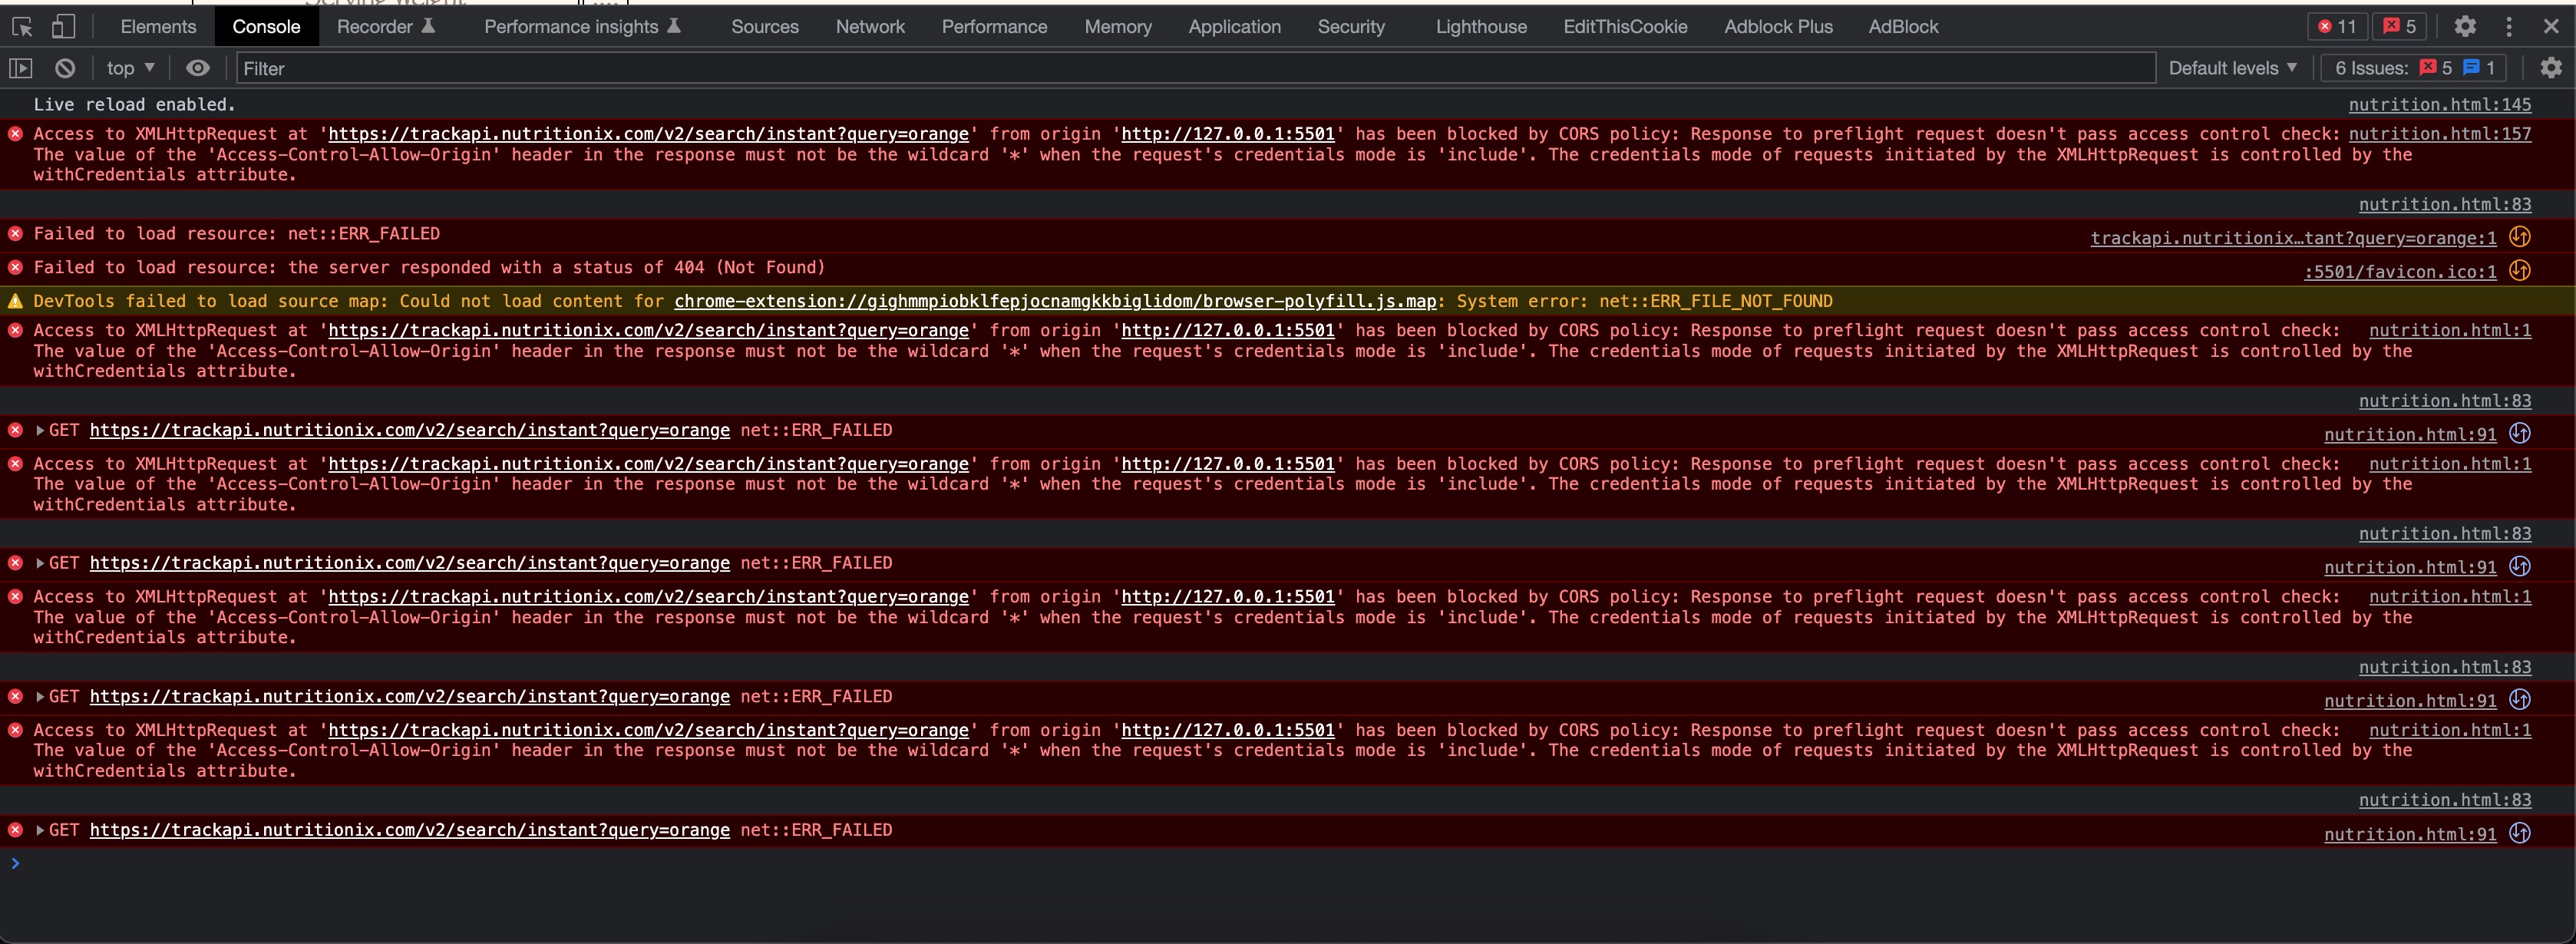 Serving Weight
Elements Console Recorder Performance insights Sources Network Performance Memory Application Security Lighthouse EditThisCookie Adblock Plus AdBlock 11 5
top Filter Default levels 6 Issues: 5 1
Live reload enabled. nutrition.html:145
Access to XMLHttpRequest at 'https://trackapi.nutritionix.com/v2/search/instant?query=orange' from origin 'http://127.0.0.1:5501' has been blocked by CORS policy: Response to preflight request doesn't pass access control check: nutrition.html:157
The value of the 'Access-Control-Allow-Origin' header in the response must not be the wildcard '*' when the request's credentials mode is 'include'. The credentials mode of requests initiated by the XMLHttpRequest is controlled by the
withCredentials attribute.
nutrition.html:83
Failed to load resource: net::ERR_FAILED trackapi.nutritionix…tant?query=orange:1
Failed to load resource: the server responded with a status of 404 (Not Found) :5501/favicon.ico:1
DevTools failed to load source map: Could not load content for chrome-extension://gighmmpiobklfepjocnamgkkbiglidom/browser-polyfill.js.map: System error: net::ERR_FILE_NOT_FOUND
Access to XMLHttpRequest at 'https://trackapi.nutritionix.com/v2/search/instant?query=orange' from origin 'http://127.0.0.1:5501' has been blocked by CORS policy: Response to preflight request doesn't pass access control check: nutrition.html:1
The value of the 'Access-Control-Allow-Origin' header in the response must not be the wildcard '*' when the request's credentials mode is 'include'. The credentials mode of requests initiated by the XMLHttpRequest is controlled by the
withCredentials attribute.
nutrition.html:83
GET https://trackapi.nutritionix.com/v2/search/instant?query=orange net::ERR_FAILED nutrition.html:91
Access to XMLHttpRequest at 'https://trackapi.nutritionix.com/v2/search/instant?query=orange' from origin 'http://127.0.0.1:5501' has been blocked by CORS policy: Response to preflight request doesn't pass access control check: nutrition.html:1
The value of the 'Access-Control-Allow-Origin' header in the response must not be the wildcard '*' when the request's credentials mode is 'include'. The credentials mode of requests initiated by the XMLHttpRequest is controlled by the
withCredentials attribute.
nutrition.html:83
GET https://trackapi.nutritionix.com/v2/search/instant?query=orange net::ERR_FAILED nutrition.html:91
Access to XMLHttpRequest at 'https://trackapi.nutritionix.com/v2/search/instant?query=orange' from origin 'http://127.0.0.1:5501' has been blocked by CORS policy: Response to preflight request doesn't pass access control check: nutrition.html:1
The value of the 'Access-Control-Allow-Origin' header in the response must not be the wildcard '*' when the request's credentials mode is 'include'. The credentials mode of requests initiated by the XMLHttpRequest is controlled by the
withCredentials attribute.
nutrition.html:83
GET https://trackapi.nutritionix.com/v2/search/instant?query=orange net::ERR_FAILED nutrition.html:91
Access to XMLHttpRequest at 'https://trackapi.nutritionix.com/v2/search/instant?query=orange' from origin 'http://127.0.0.1:5501' has been blocked by CORS policy: Response to preflight request doesn't pass access control check: nutrition.html:1
The value of the 'Access-Control-Allow-Origin' header in the response must not be the wildcard '*' when the request's credentials mode is 'include'. The credentials mode of requests initiated by the XMLHttpRequest is controlled by the
withCredentials attribute.
nutrition.html:83
GET https://trackapi.nutritionix.com/v2/search/instant?query=orange net::ERR_FAILED nutrition.html:91